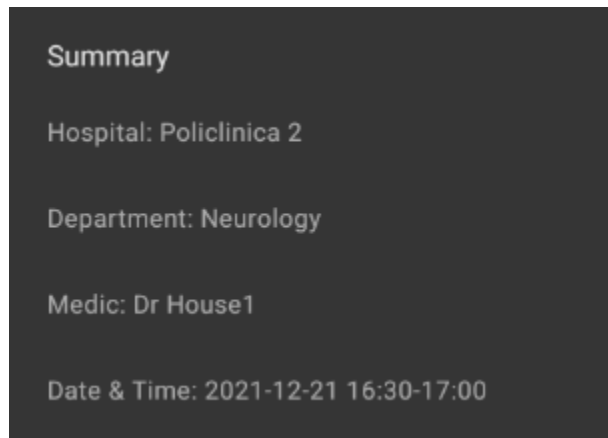 Summary
Hospital: Policlinica 2
Department: Neurology
Medic: Dr House1
Date & Time: 2021-12-21 16:30-17:00